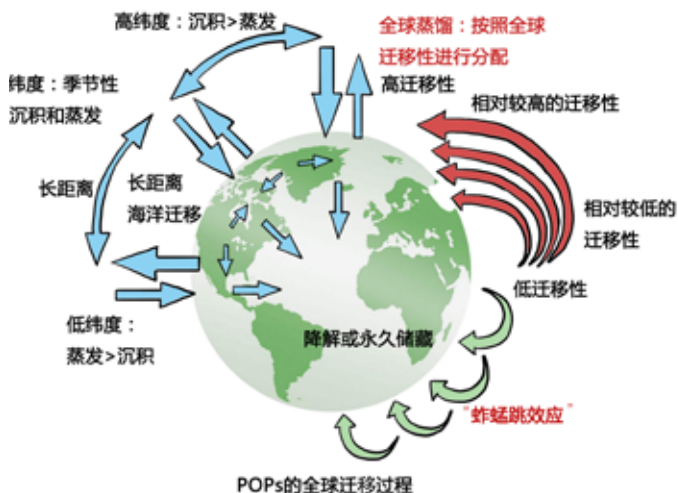 高纬度：沉积>蒸发
全球蒸馏：按照全球
迁移性进行分配
高迁移性
纬度：季节性
沉积和蒸发
相对较高的迁移性
长距离
长距离
海洋迁移
相对较低的
迁移性
低迁移性
低纬度：
蒸发>沉积
降解或永久储藏
"蚱蜢跳效应"
POPs的全球迁移过程